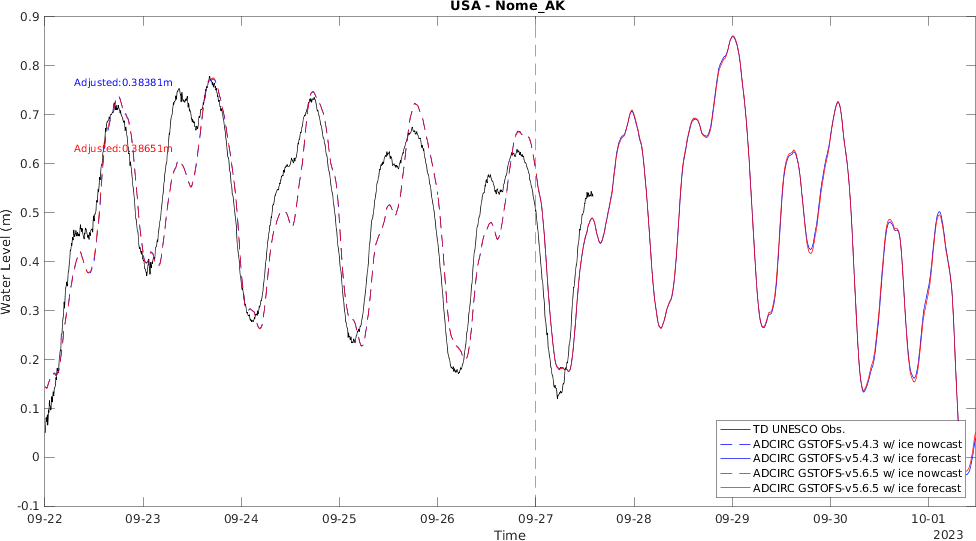 USA - Nome_AK
0.9
0.8
0.7
0.6
0.5
0.4
0.3
0.2
0.1
0
-0.1
Water Level (m)
Adjusted:0.38381m
Adjusted:0.38651m
TD UNESCO Obs.
ADCIRC GSTOFS-v5.4.3 w/ ice nowcast
ADCIRC GSTOFS-v5.4.3 w/ ice forecast
ADCIRC GSTOFS-v5.6.5 w/ ice nowcast
ADCIRC GSTOFS-v5.6.5 w/ ice forecast
09-22 09-23 09-24 09-25 09-26 09-27 09-28 09-29 09-30 10-01
Time
2023